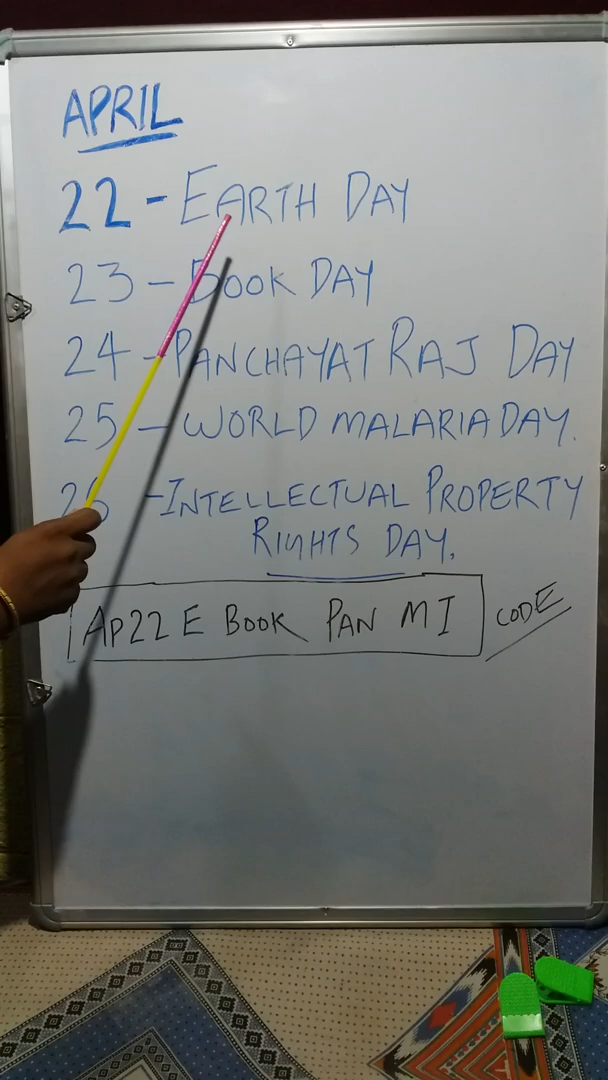 APRIL
22 - EARTH DAY
23 - BOOK DAY
24 - PANCHAYAT RAJ DAY
25 - WORLD MALARIA DAY.
26 - INTELLECTUAL PROPERTY
RIGHTS DAY.
AP22 E BOOK PAN M I CODE